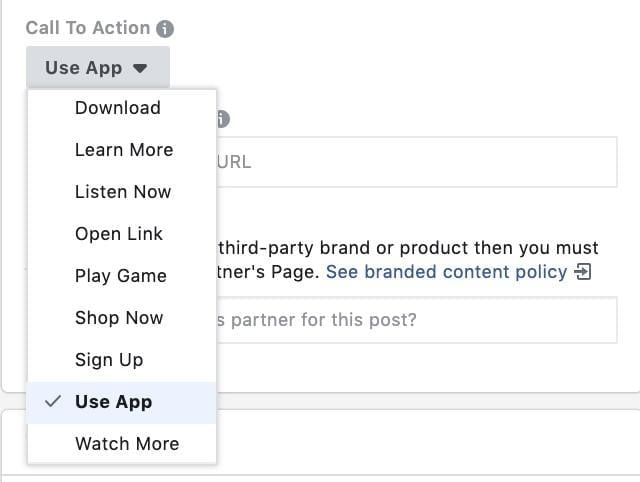 Call To Action
Use App
Download
Learn More
URL
Listen Now
Open Link
third-party brand or product then you must
Play Game
tner's Page. See branded content policy
Shop Now
s partner for this post?
Sign Up
Use App
Watch More